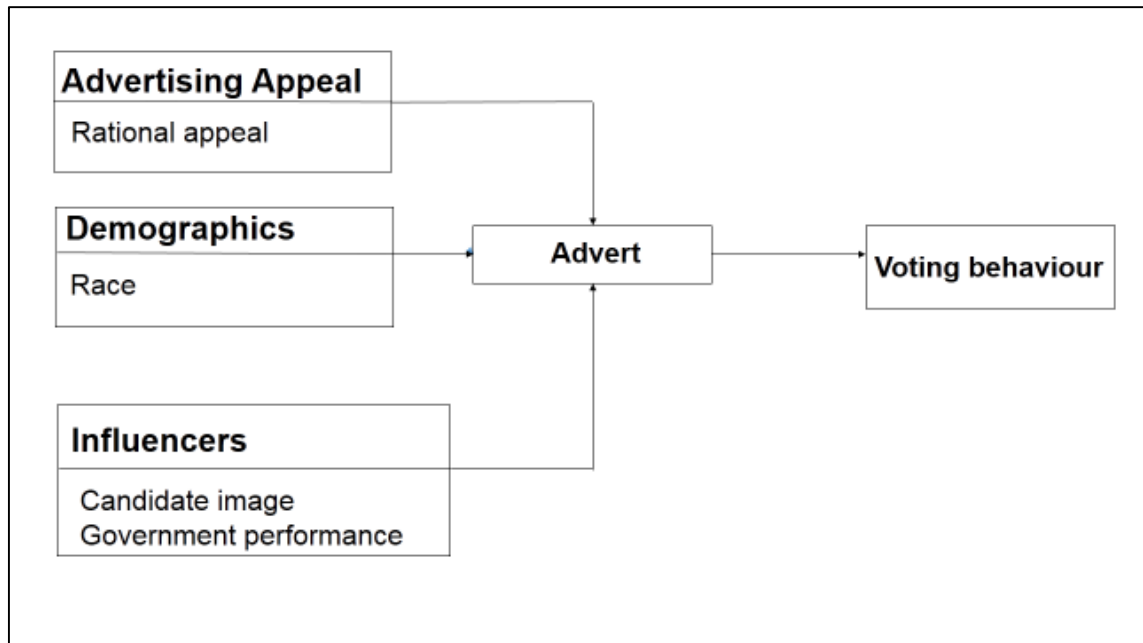 Advertising Appeal
Rational appeal
Demographics
Race
Advert
Voting behaviour
Influencers
Candidate image
Government performance